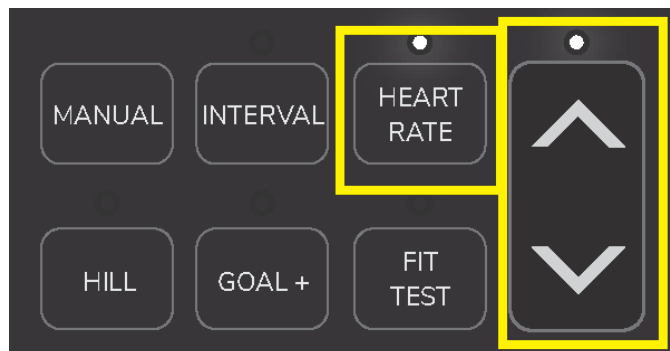 MANUAL
INTERVAL
HEART
RATE
HILL
GOAL +
FIT
TEST